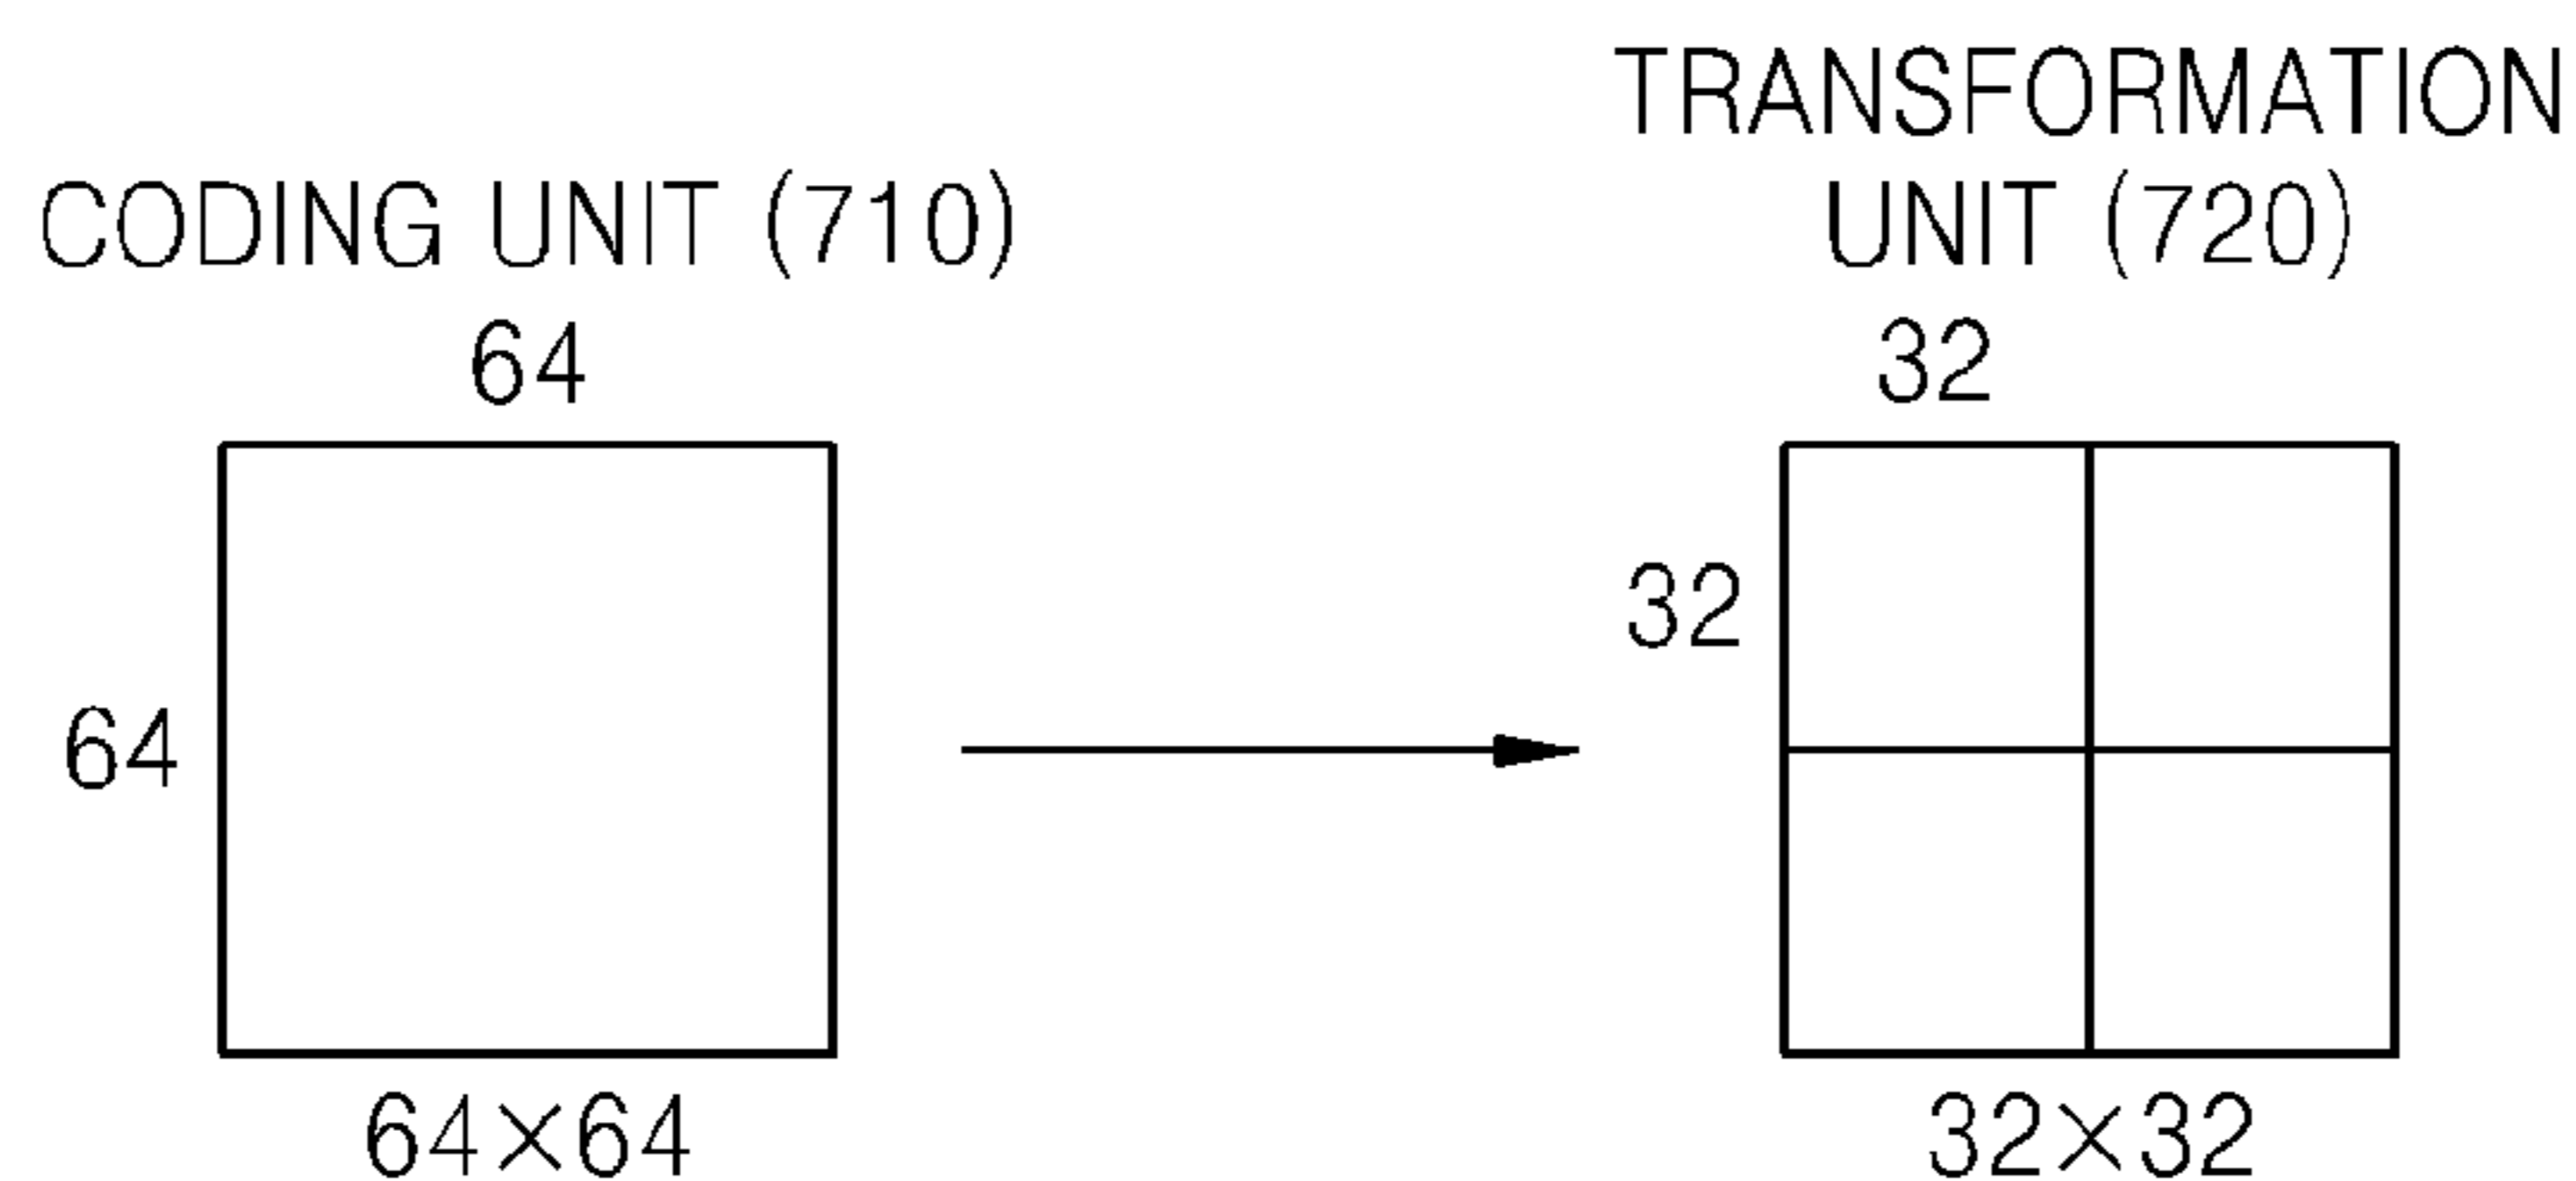 CODING UNIT (710)
64
64
64×64
TRANSFORMATION
UNIT (720)
32
32
32×32